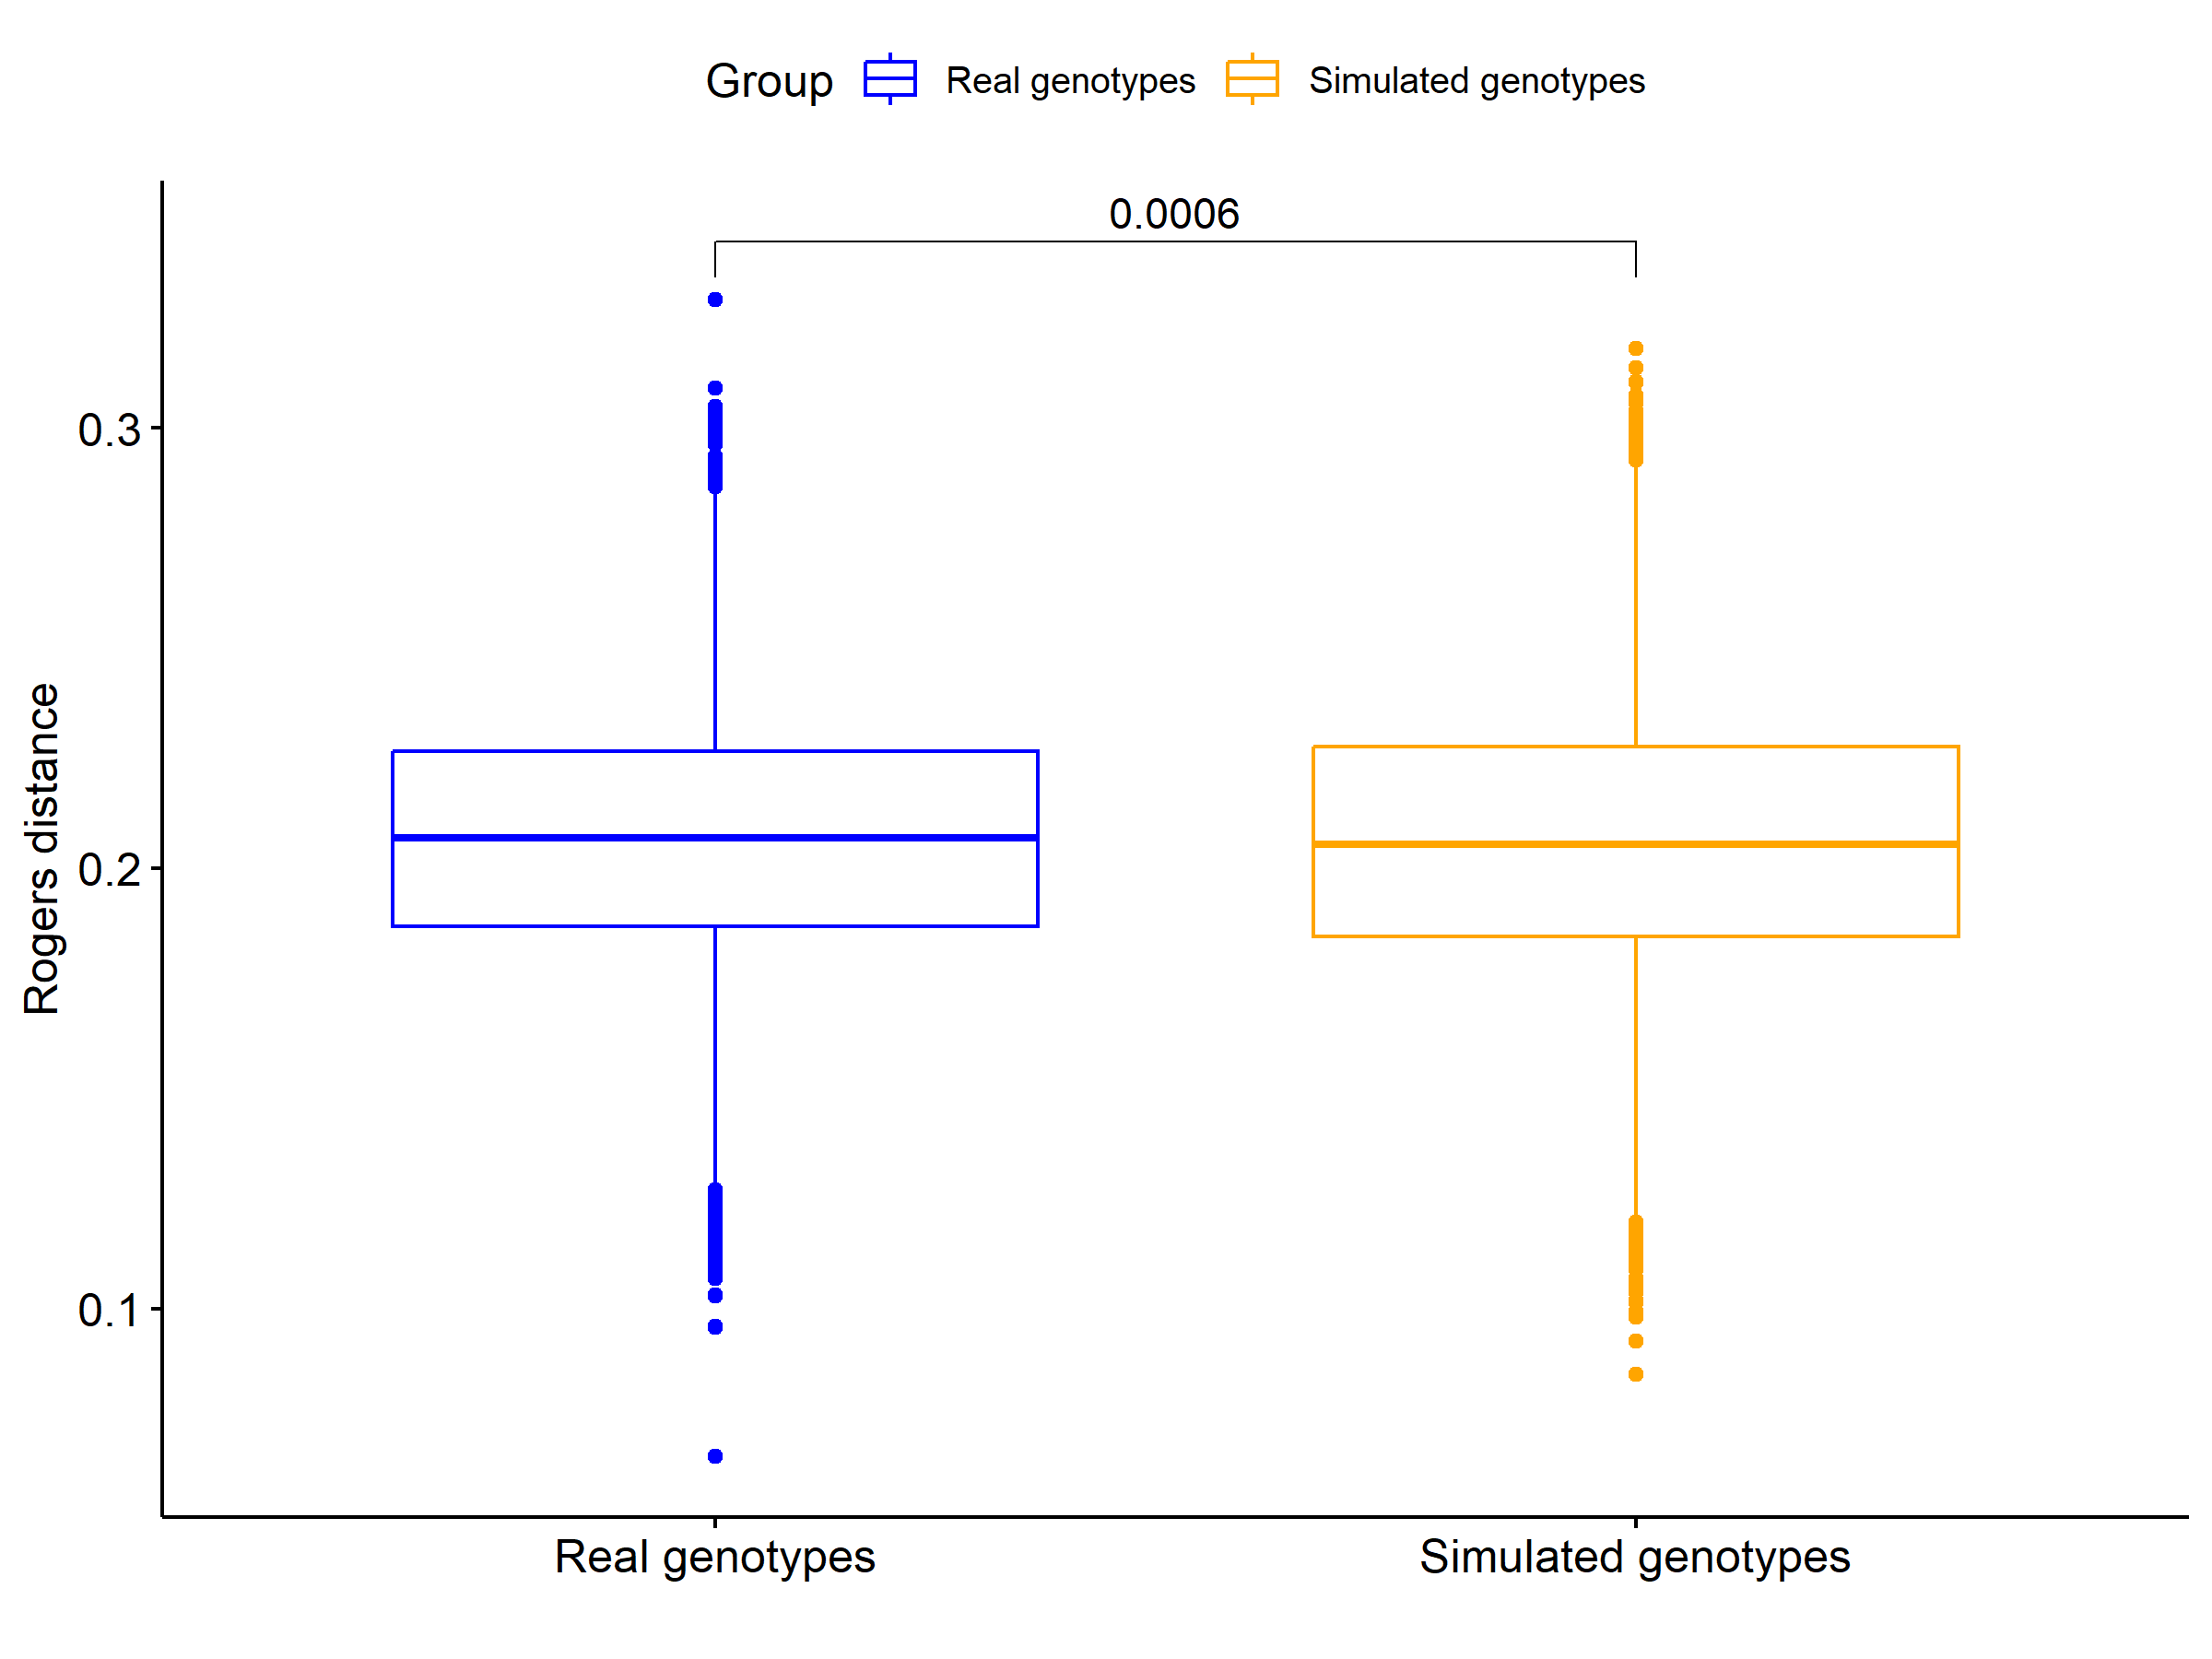 Group Real genotypes Simulated genotypes
0.0006
0.3
0.2
0.1
Rogers distance
Real genotypes Simulated genotypes